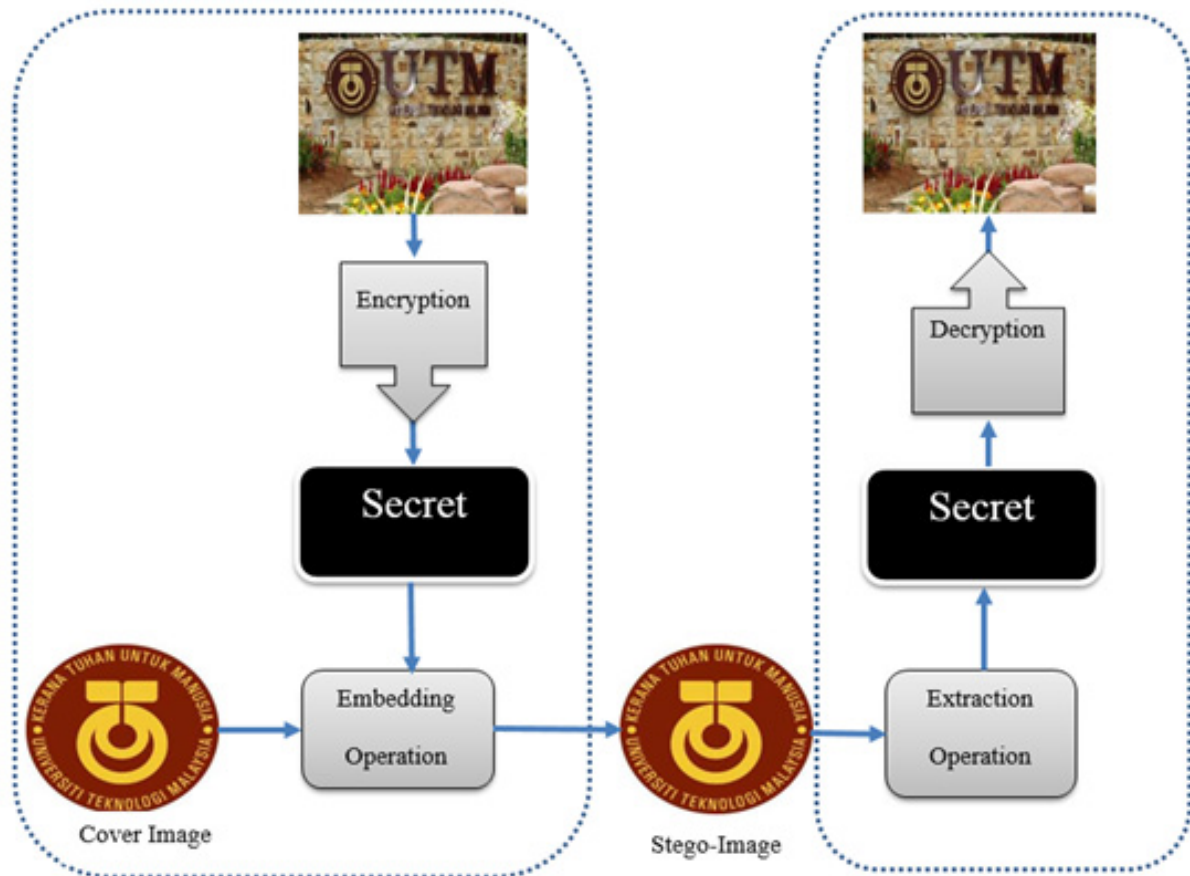 UTM
UTM
Encryption
Decryption
Secret
Secret
KERANA TUHAN UNTUK MANUSIA
UNIVERSITI TEKNOLOGI MALAYSIA
Embedding
Operation
KERANA TUHAN UNTUK MANUSIA
UNIVERSITI TEKNOLOGI MALAYSIA
Extraction
Operation
Cover Image
Stego-Image